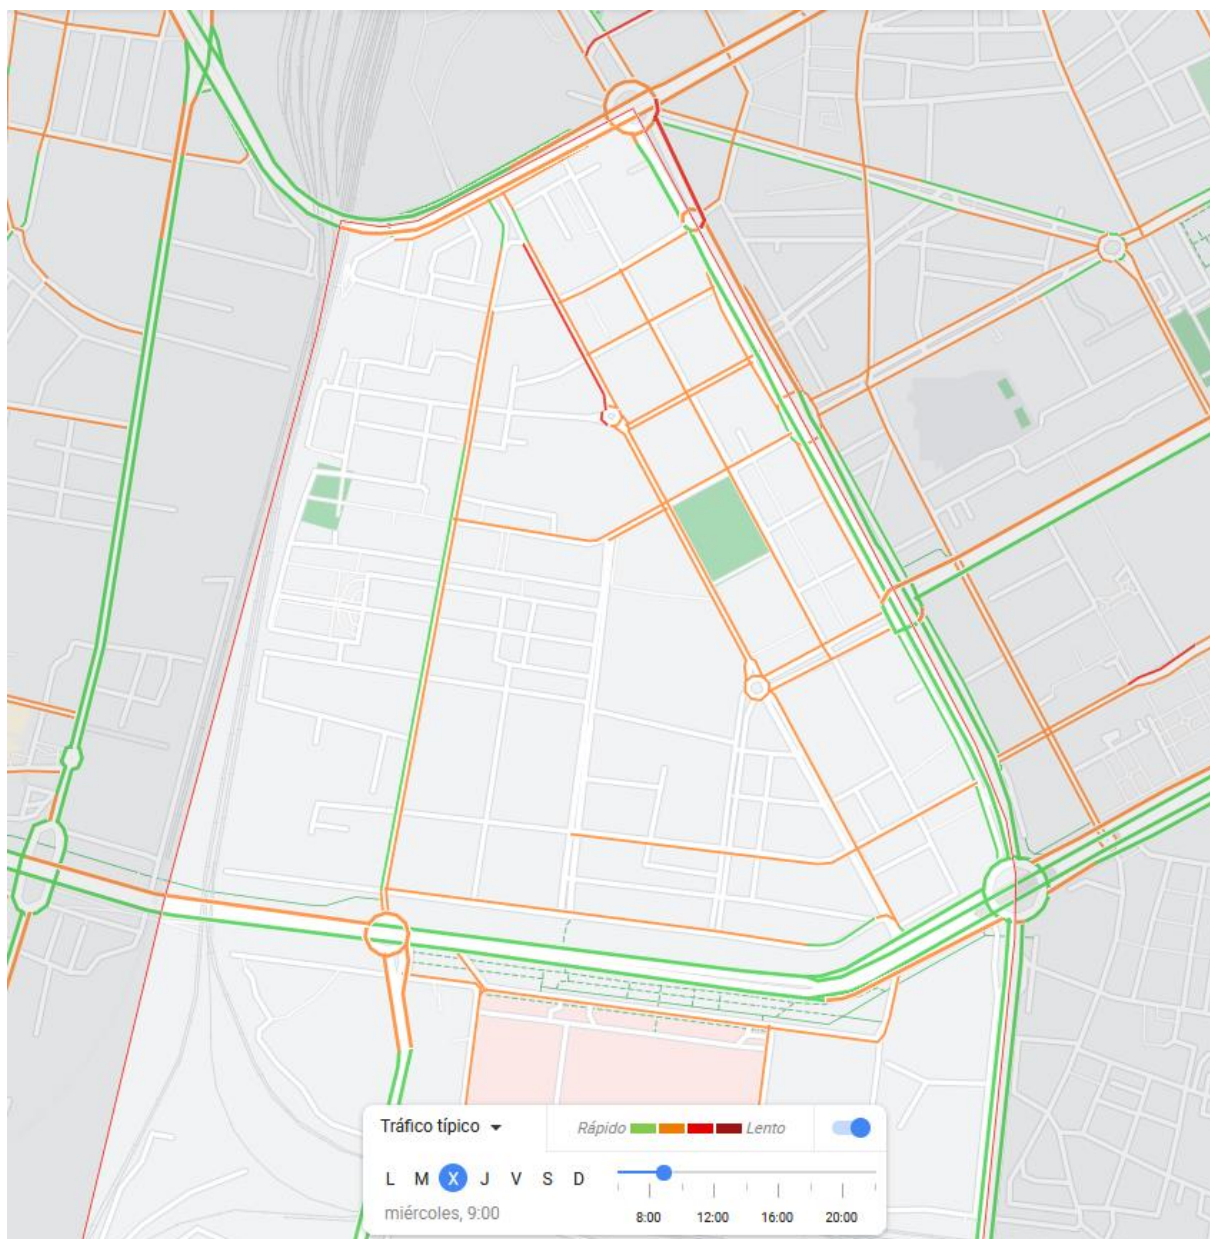 Tráfico típico
Rápido Lento
L M X J V S D
miércoles, 9:00
8:00 12:00 16:00 20:00